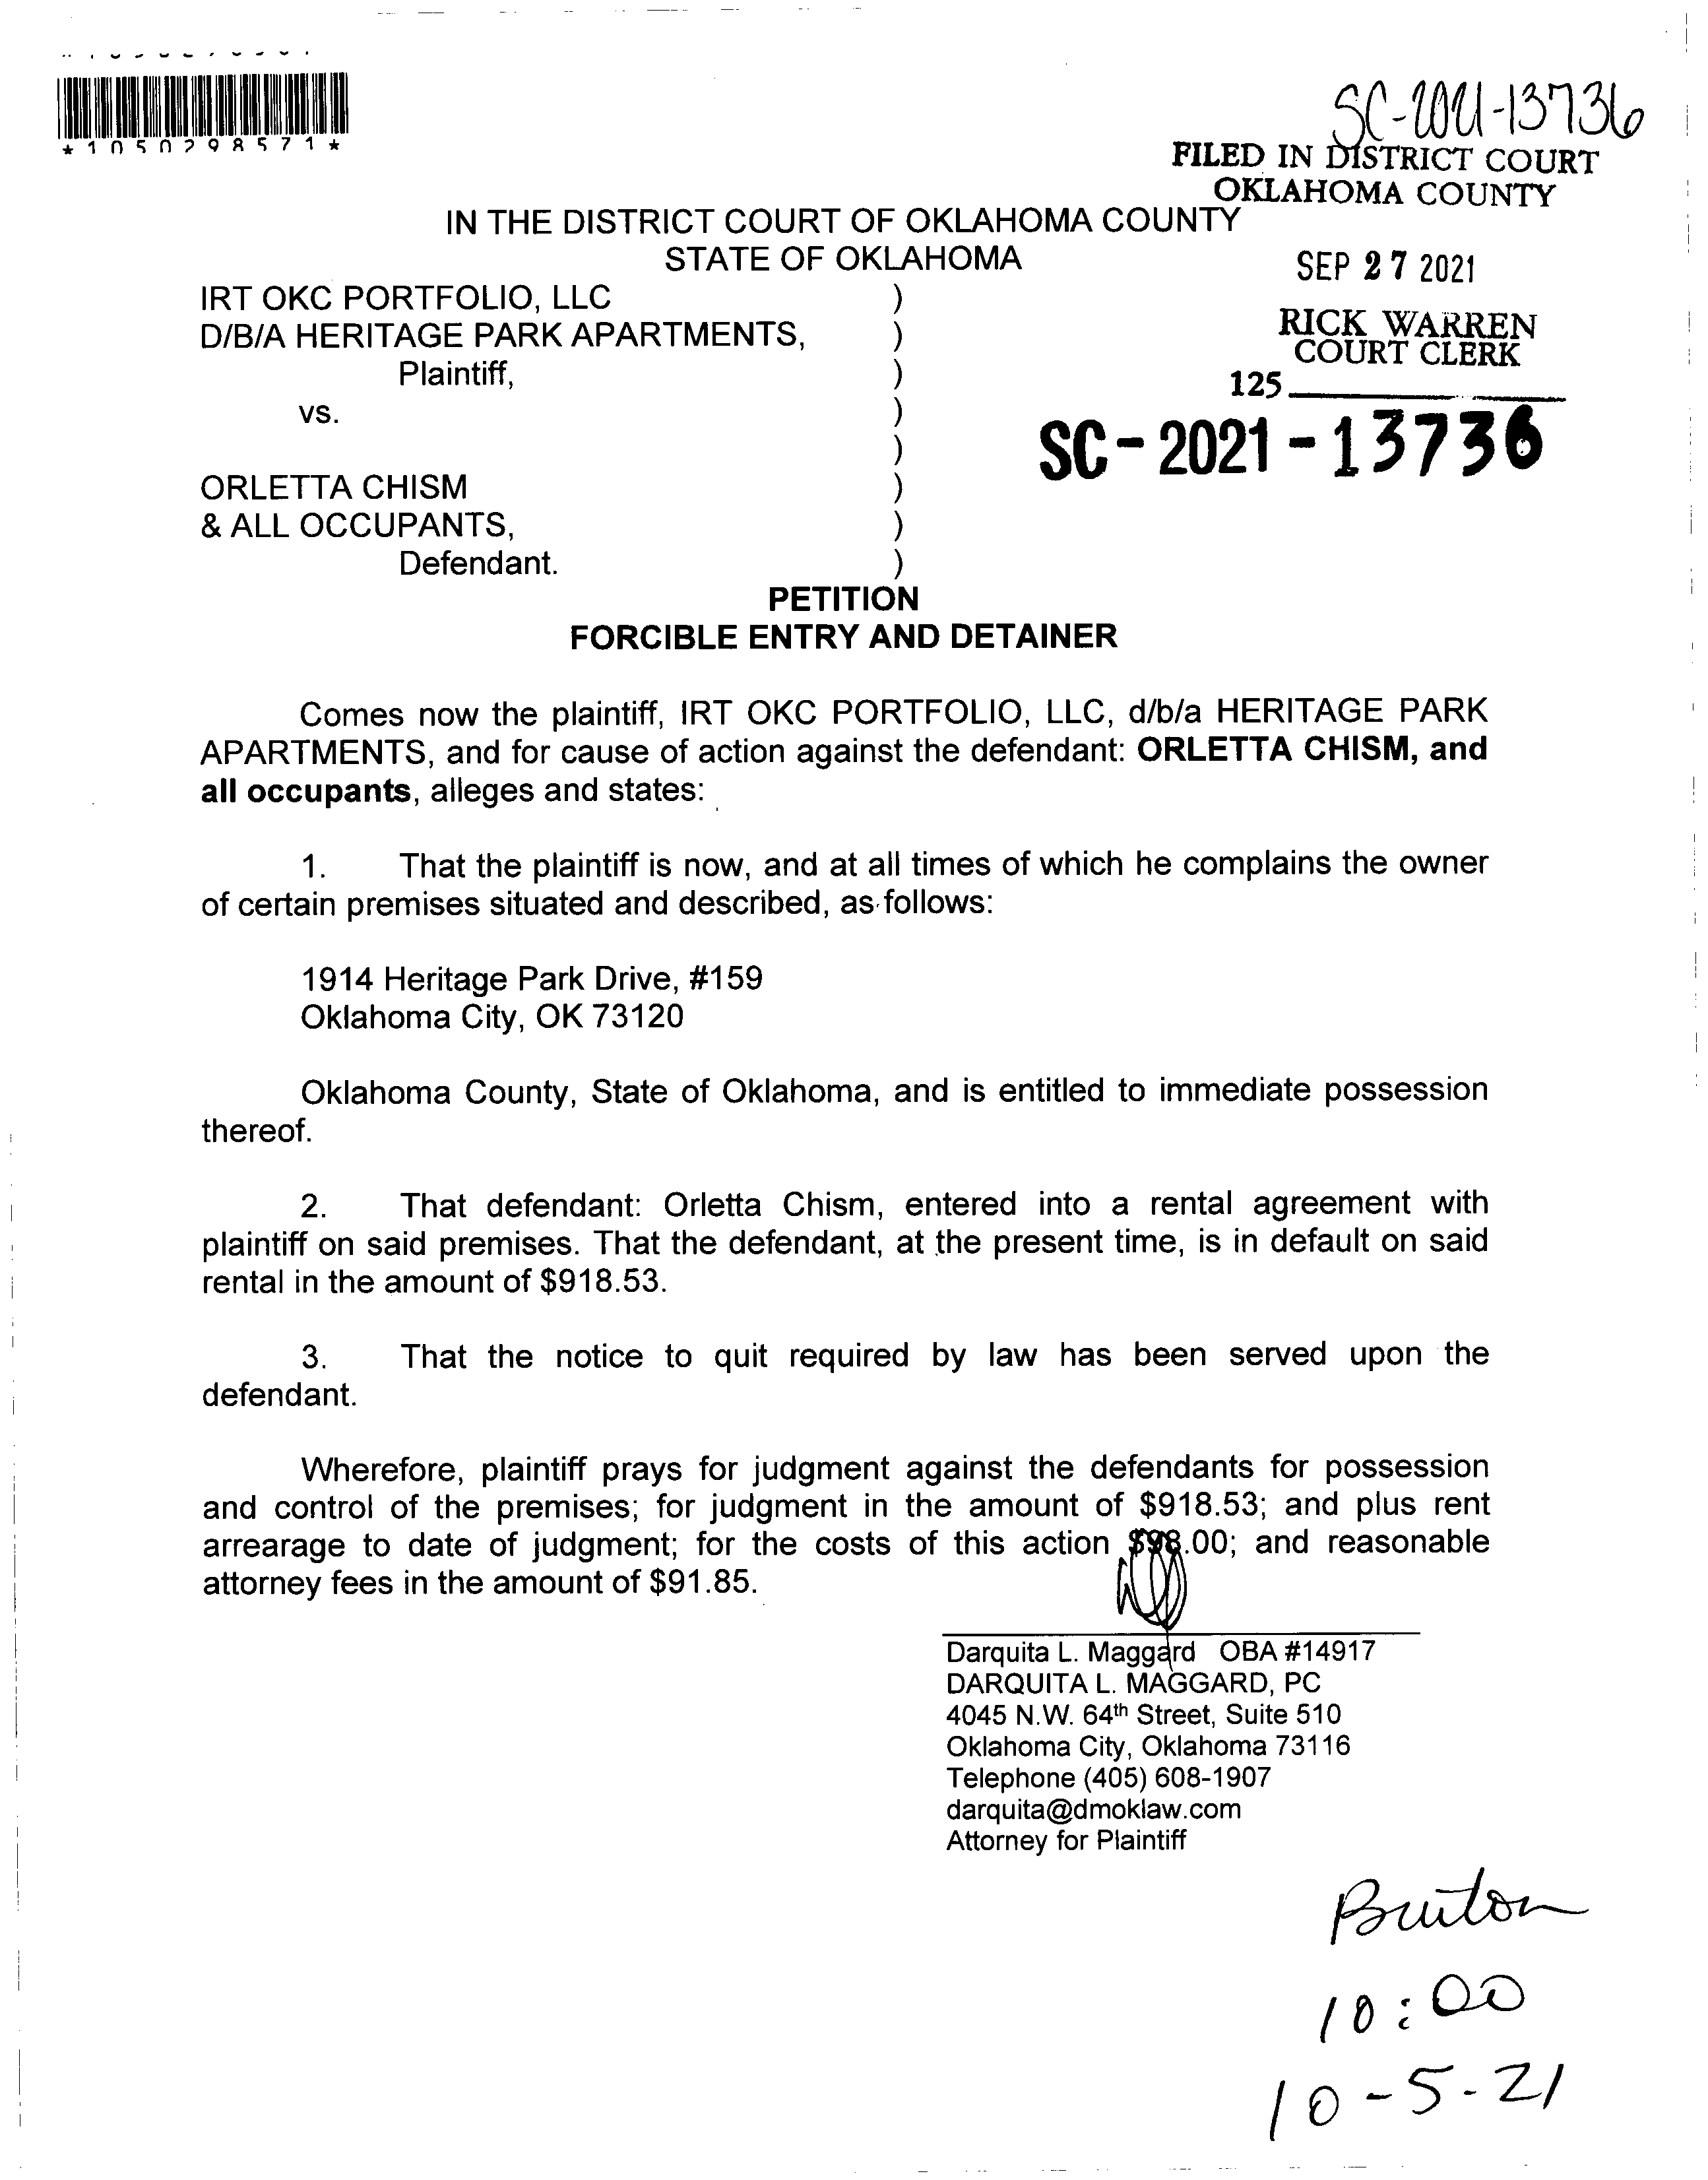 *1050298571*
SC-2021-13736
FILED IN DISTRICT COURT
OKLAHOMA COUNTY
IN THE DISTRICT COURT OF OKLAHOMA COUNTY
STATE OF OKLAHOMA
SEP 27 2021
IRT OKC PORTFOLIO, LLC )
D/B/A HERITAGE PARK APARTMENTS, )
RICK WARREN
COURT CLERK
Plaintiff, )
125
vs. )
)
SC-2021-13736
ORLETTA CHISM )
& ALL OCCUPANTS, )
Defendant. )
PETITION
FORCIBLE ENTRY AND DETAINER
Comes now the plaintiff, IRT OKC PORTFOLIO, LLC, d/b/a HERITAGE PARK
APARTMENTS, and for cause of action against the defendant: ORLETTA CHISM, and
all occupants, alleges and states:
1. That the plaintiff is now, and at all times of which he complains the owner
of certain premises situated and described, as follows:
1914 Heritage Park Drive, #159
Oklahoma City, OK 73120
Oklahoma County, State of Oklahoma, and is entitled to immediate possession
thereof.
2. That defendant: Orletta Chism, entered into a rental agreement with
plaintiff on said premises. That the defendant, at the present time, is in default on said
rental in the amount of $918.53.
3. That the notice to quit required by law has been served upon the
defendant.
Wherefore, plaintiff prays for judgment against the defendants for possession
and control of the premises; for judgment in the amount of $918.53; and plus rent
arrearage to date of judgment; for the costs of this action $98.00; and reasonable
attorney fees in the amount of $91.85.
Darquita L. Maggard OBA #14917
DARQUITA L. MAGGARD, PC
4045 N.W. 64th Street, Suite 510
Oklahoma City, Oklahoma 73116
Telephone (405) 608-1907
darquita@dmoklaw.com
Attorney for Plaintiff
10:00
10-5-21